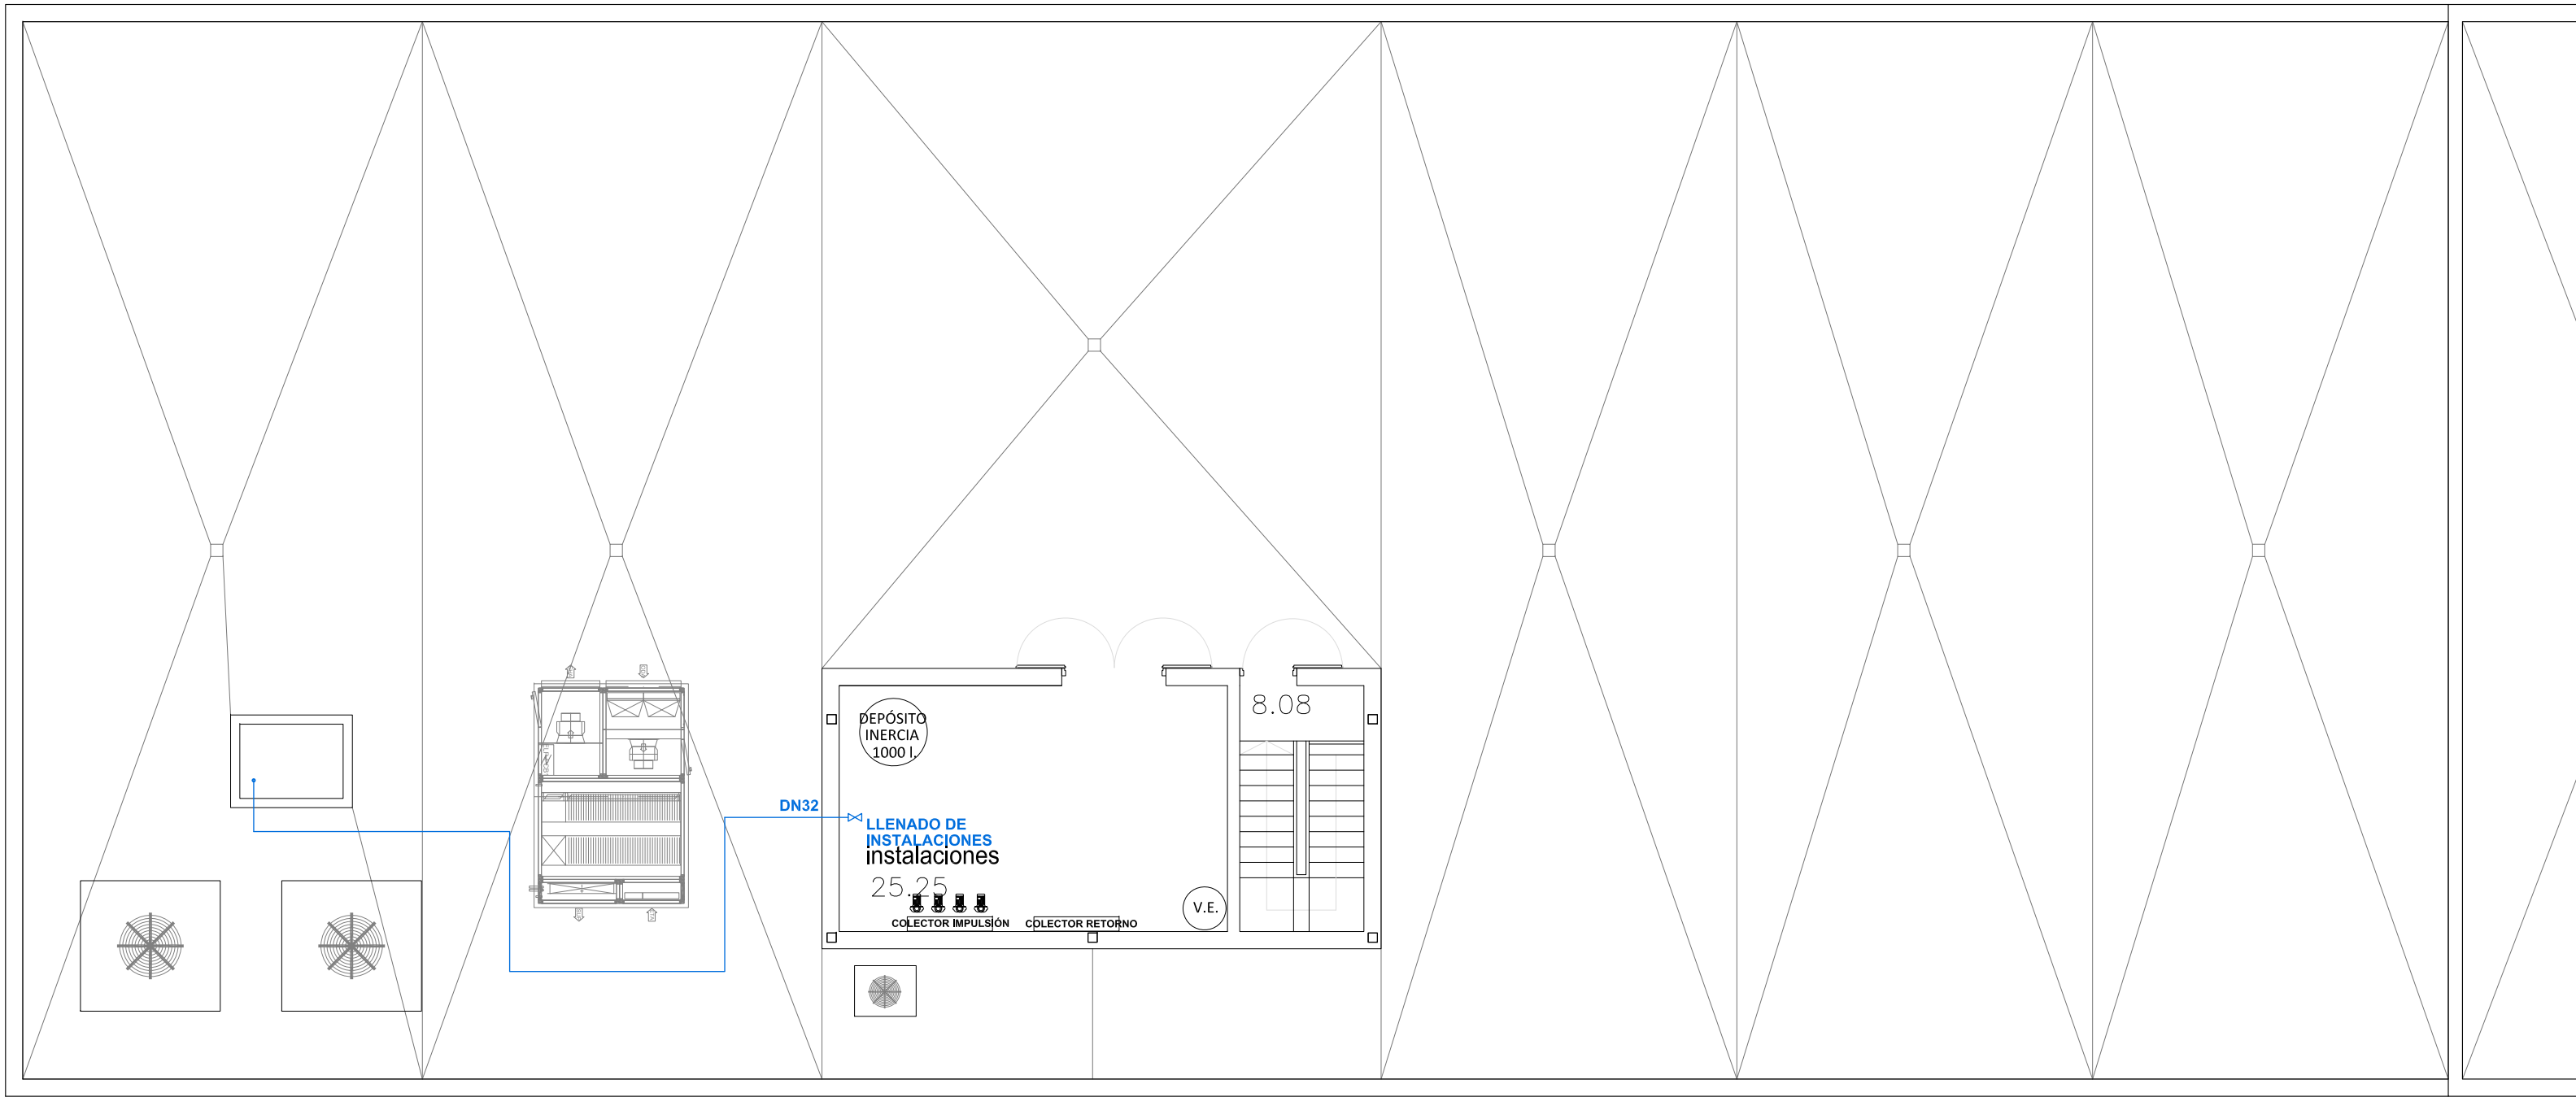 8.08
DEPÓSITO
INERCIA
1000 l.
DN32
LLENADO DE
INSTALACIONES
instalaciones
25.25
V.E.
COLECTOR IMPULSIÓN
COLECTOR RETORNO